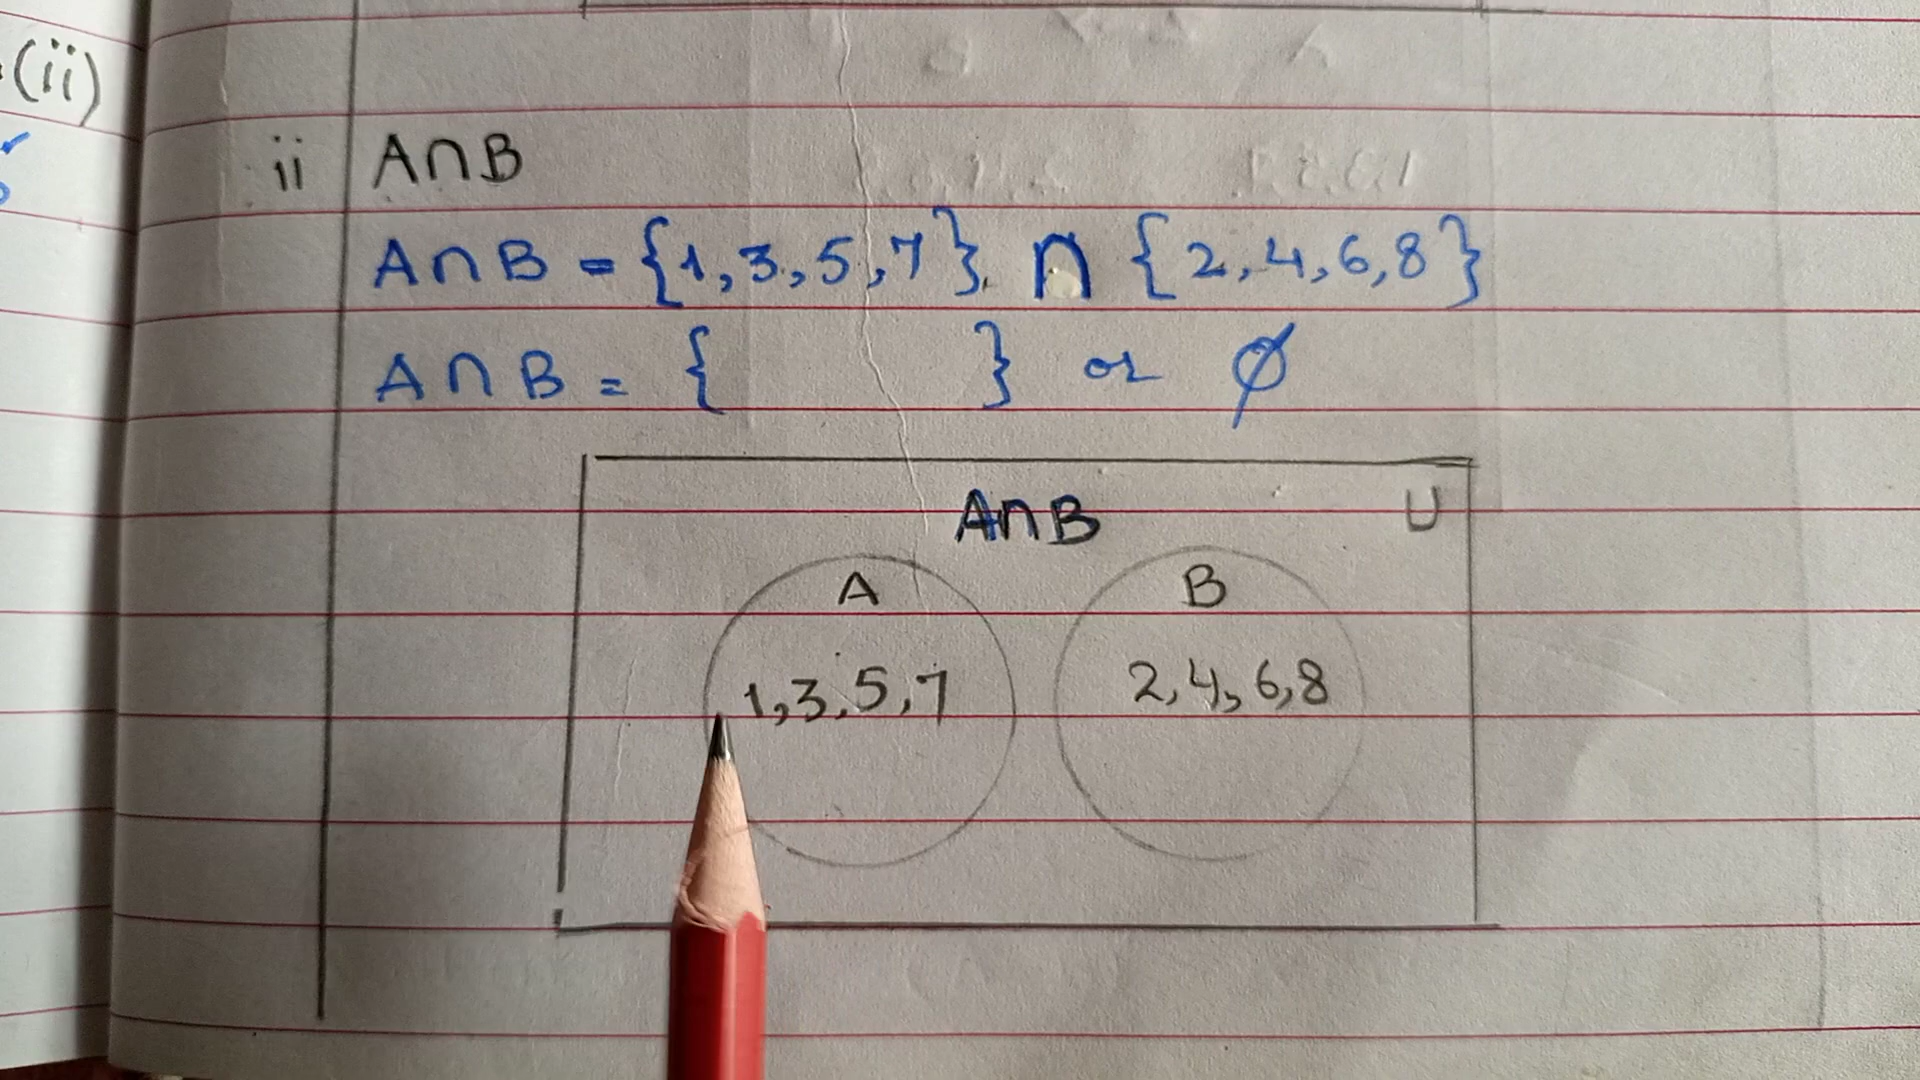 (ii)
ii A∩B
A∩B = {1,3,5,7} ∩ {2,4,6,8}
A∩B = { } or ∅
A∩B U
A B
1,3,5,7 2,4,6,8